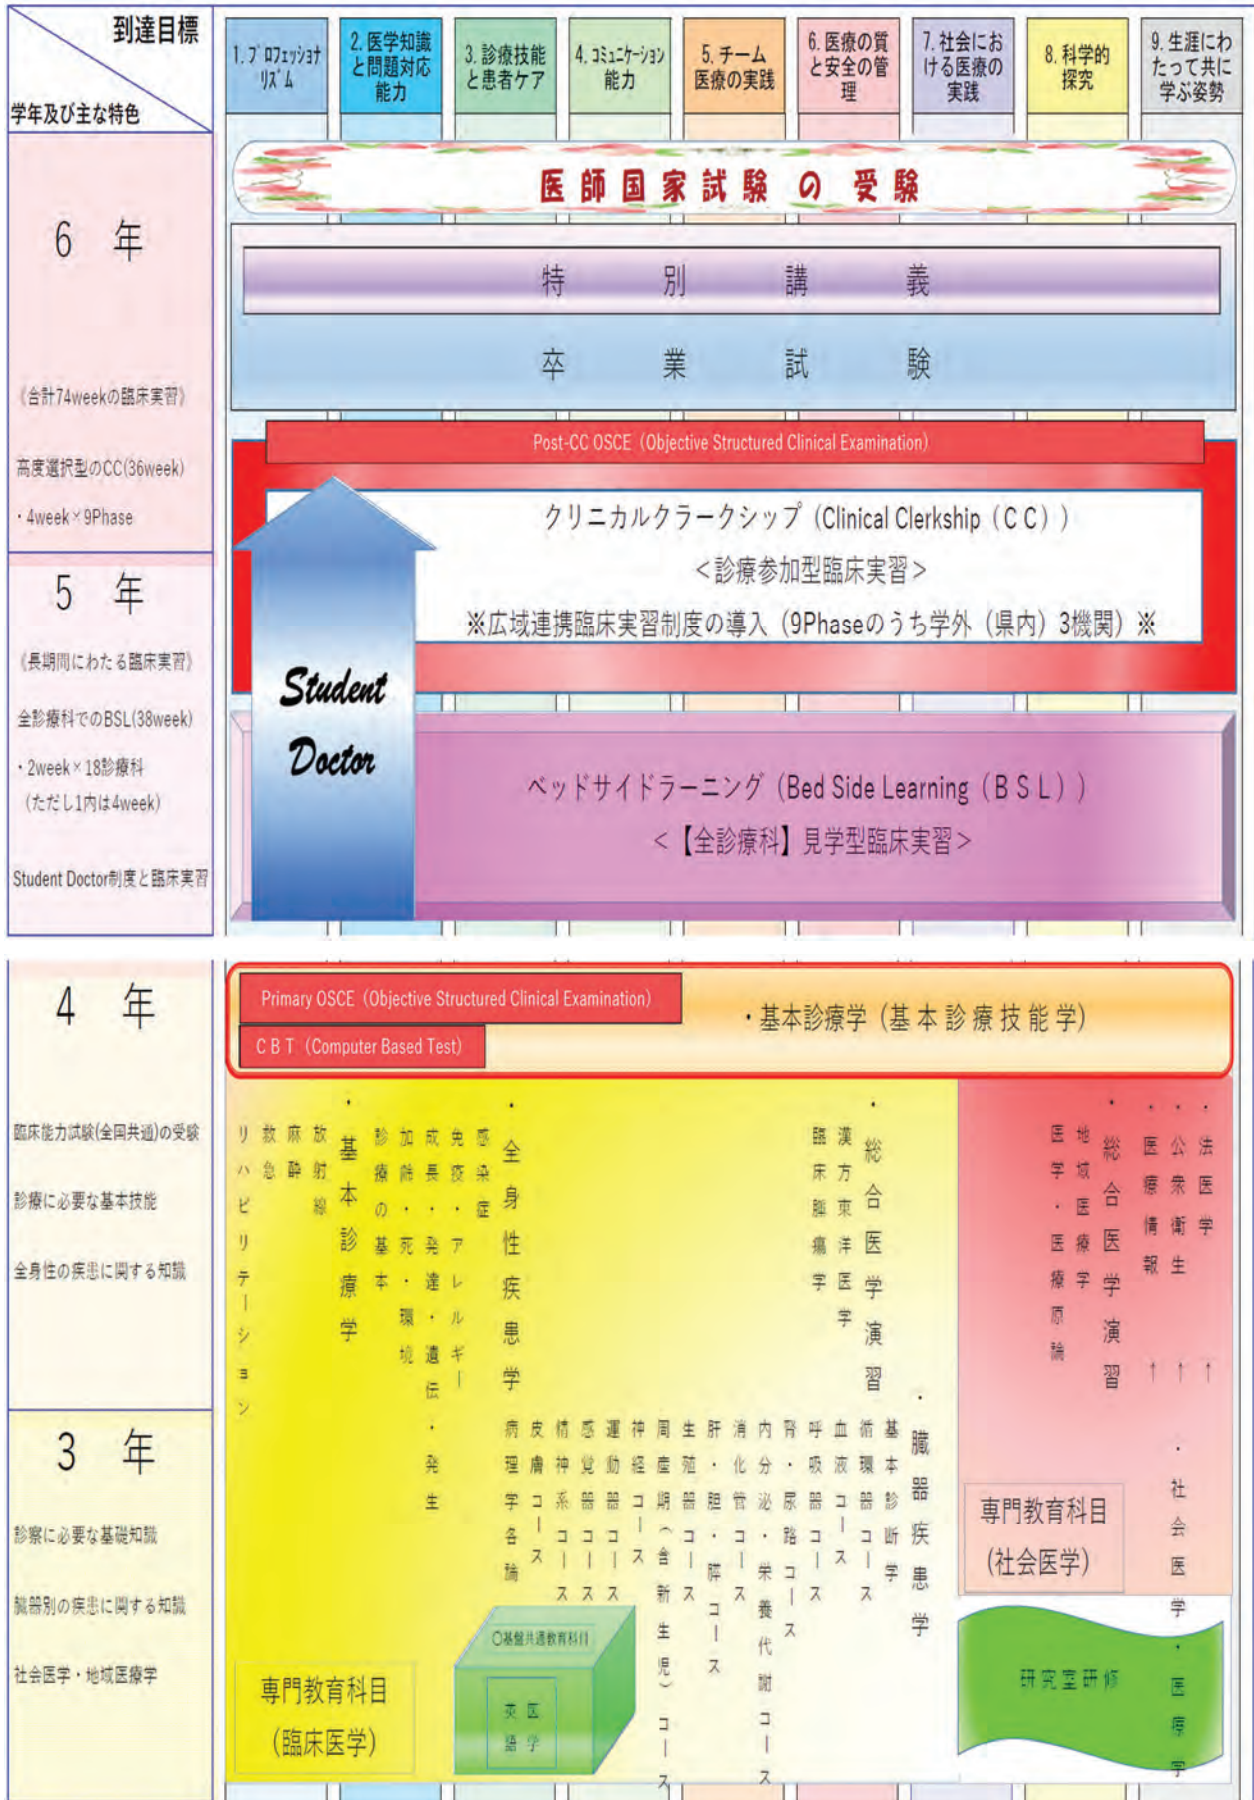 到達目標
学年及び主な特色
1. プロフェッショナ
リズム
2. 医学知識
と問題対応
能力
3. 診療技能
と患者ケア
4. コミュニケーション
能力
5. チーム
医療の実践
6. 医療の質
と安全の管
理
7. 社会にお
ける医療の
実践
8. 科学的
探究
9. 生涯にわ
たって共に
学ぶ姿勢
6 年
《合計74weekの臨床実習》
高度選択型のCC(36week)
・4week×9Phase
医師国家試験の受験
特別講義
卒業試験
Post-CC OSCE（Objective Structured Clinical Examination）
クリニカルクラークシップ（Clinical Clerkship（ＣＣ））
＜診療参加型臨床実習＞
※広域連携臨床実習制度の導入（9Phaseのうち学外（県内）3機関）※
5 年
《長期間にわたる臨床実習》
全診療科でのBSL(38week)
・2week×18診療科
（ただし1内は4week）
Student Doctor制度と臨床実習
Student
Doctor
ベッドサイドラーニング（Bed Side Learning（ＢＳＬ））
＜【全診療科】見学型臨床実習＞
4 年
臨床能力試験(全国共通)の受験
診療に必要な基本技能
全身性の疾患に関する知識
Primary OSCE（Objective Structured Clinical Examination）
ＣＢＴ（Computer Based Test）
・基本診療学（基本診療技能学）
・法医学 ↑
・公衆衛生 ↑
・医療情報 ↑
・総合医学演習
地域医療学
医学・医療原論
・総合医学演習
漢方東洋医学
臨床腫瘍学
・全身性疾患学
感染症
免疫・アレルギー
成長・発達・遺伝・発生
加齢・死・環境
診療の基本
・基本診療学
放射線
麻酔
救急
リハビリテーション
3 年
診察に必要な基礎知識
臓器別の疾患に関する知識
社会医学・地域医療学
・社会医学・医療学
専門教育科目
(社会医学)
研究室研修
・臓器疾患学
基本診断学
循環器コース
血液コース
呼吸器コース
腎・尿路コース
内分泌・栄養代謝コース
消化管コース
肝・胆・膵コース
生殖器コース
周産期（含新生児）コース
神経コース
運動器コース
感覚器コース
精神系コース
皮膚コース
病理学各論
〇基盤共通教育科目
医学
英語
専門教育科目
（臨床医学）